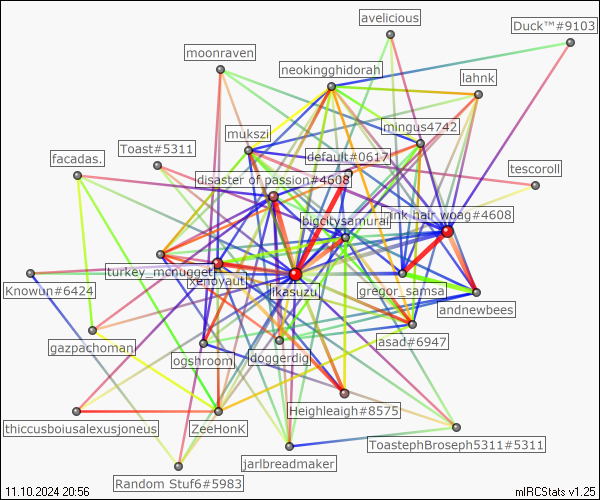 avelicious
Duck™#9103
moonraven
neokingghidorah
lahnk
mingus4742
mukszi
Toast#5311
default#0617
facadas.
tescoroll
disaster of passion#4608
bigcitysamurai
pink hair woag#4608
turkey_mcnugget
xenoyaut
ikasuzu
gregor_samsa
Knowun#6424
andnewbees
gazpachoman
ogshroom
doggerdig
asad#6947
Heighleaigh#8575
thiccusboiusalexusjoneus
ZeeHonK
ToastephBroseph5311#5311
jarlbreadmaker
Random Stuf6#5983
11.10.2024 20:56
mIRCStats v1.25